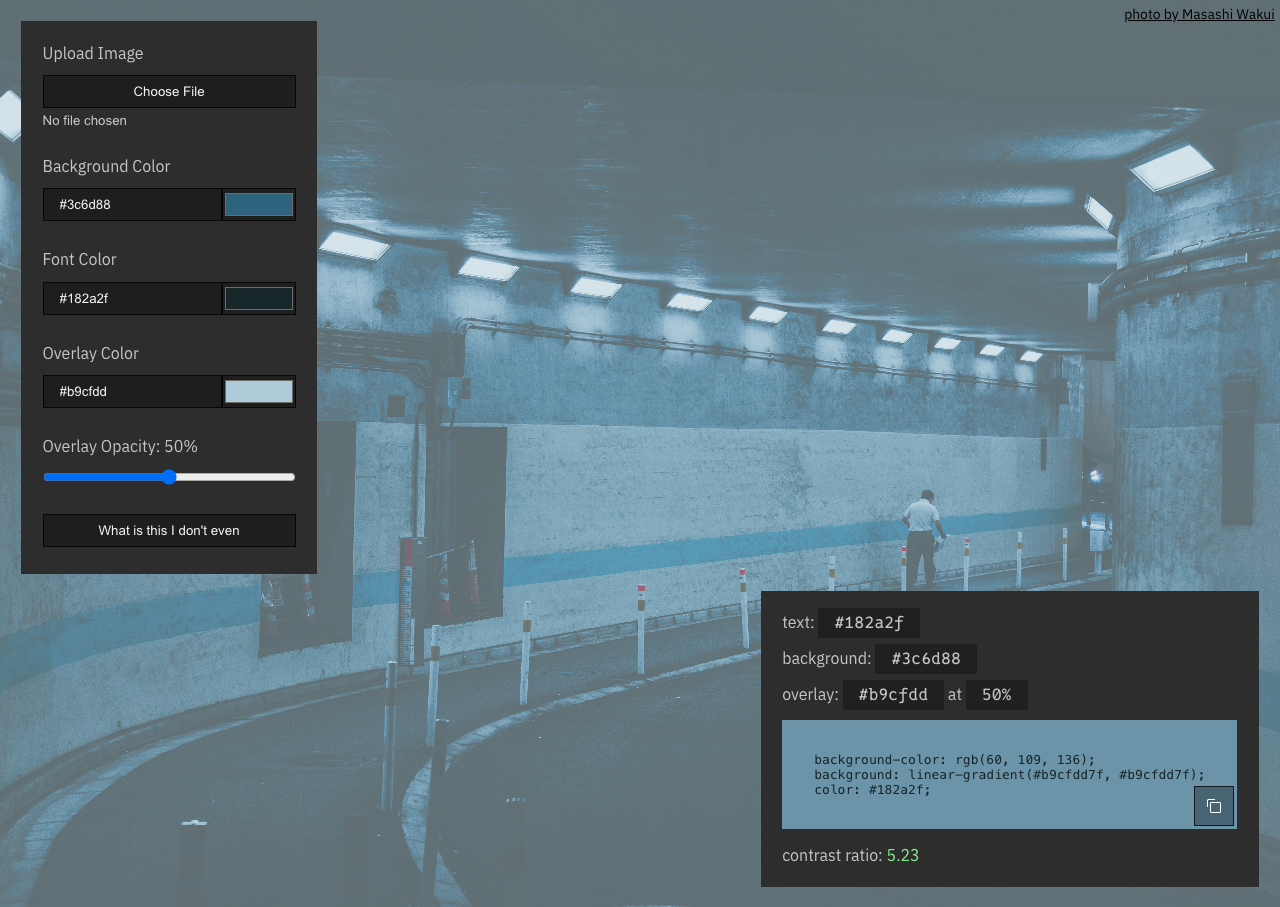 photo by Masashi Wakui
Upload Image
Choose File
No file chosen
Background Color
#3c6d88
Font Color
#182a2f
Overlay Color
#b9cfdd
Overlay Opacity: 50%
What is this I don't even
text: #182a2f
background: #3c6d88
overlay: #b9cfdd at 50%
background-color: rgb(60, 109, 136);
background: linear-gradient(#b9cfdd7f, #b9cfdd7f);
color: #182a2f;
contrast ratio: 5.23